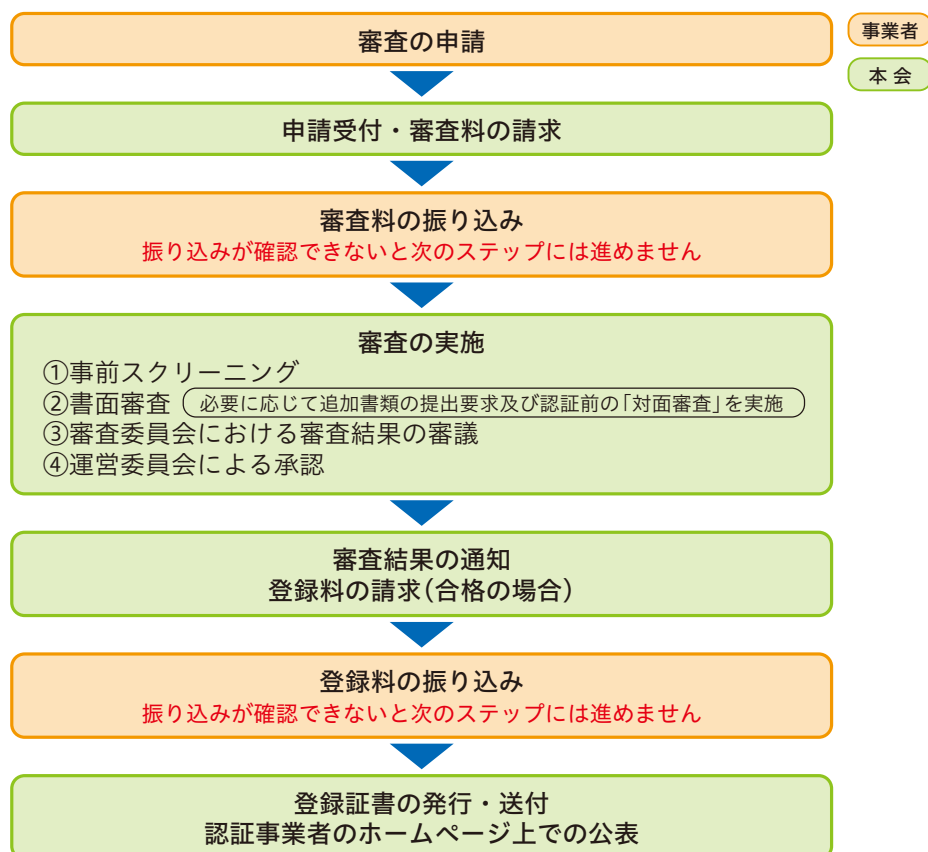 審査の申請
事業者
本 会
申請受付・審査料の請求
審査料の振り込み
振り込みが確認できないと次のステップには進めません
審査の実施
①事前スクリーニング
②書面審査 必要に応じて追加書類の提出要求及び認証前の「対面審査」を実施
③審査委員会における審査結果の審議
④運営委員会による承認
審査結果の通知
登録料の請求(合格の場合)
登録料の振り込み
振り込みが確認できないと次のステップには進めません
登録証書の発行・送付
認証事業者のホームページ上での公表